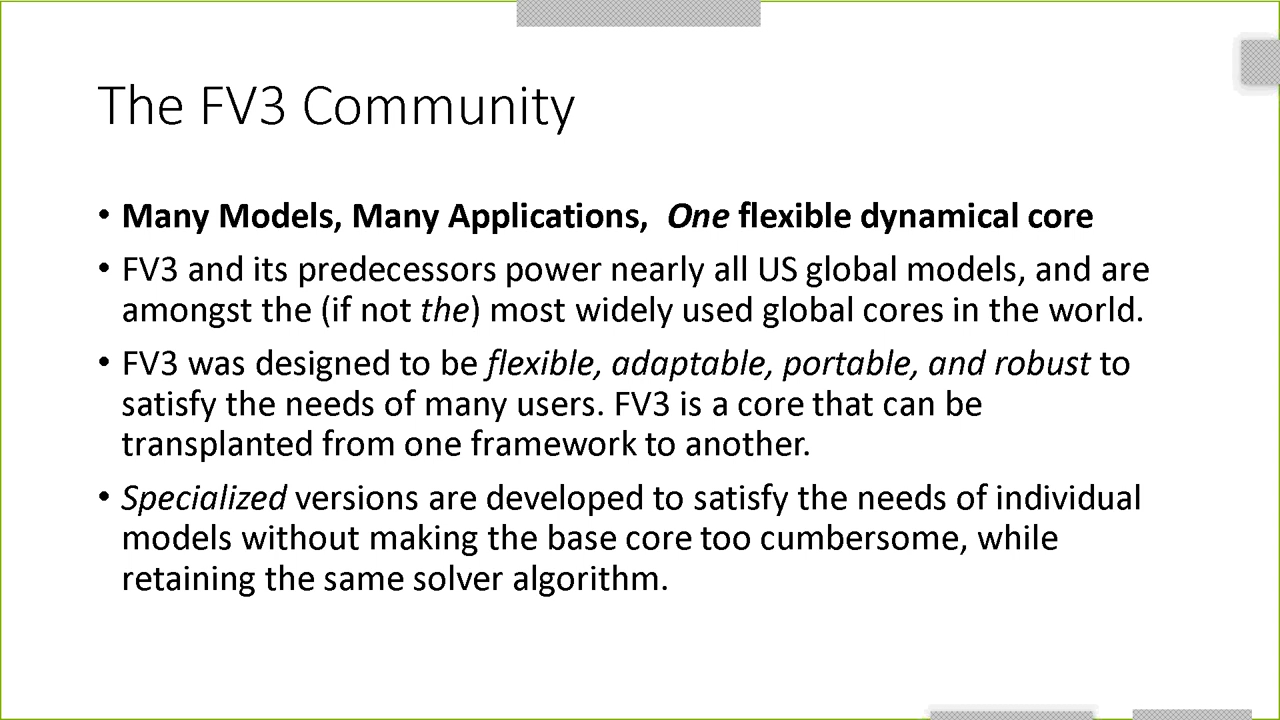 The FV3 Community
• Many Models, Many Applications,  One flexible dynamical core
• FV3 and its predecessors power nearly all US global models, and are
amongst the (if not the) most widely used global cores in the world.
• FV3 was designed to be flexible, adaptable, portable, and robust to
satisfy the needs of many users. FV3 is a core that can be
transplanted from one framework to another.
• Specialized versions are developed to satisfy the needs of individual
models without making the base core too cumbersome, while
retaining the same solver algorithm.